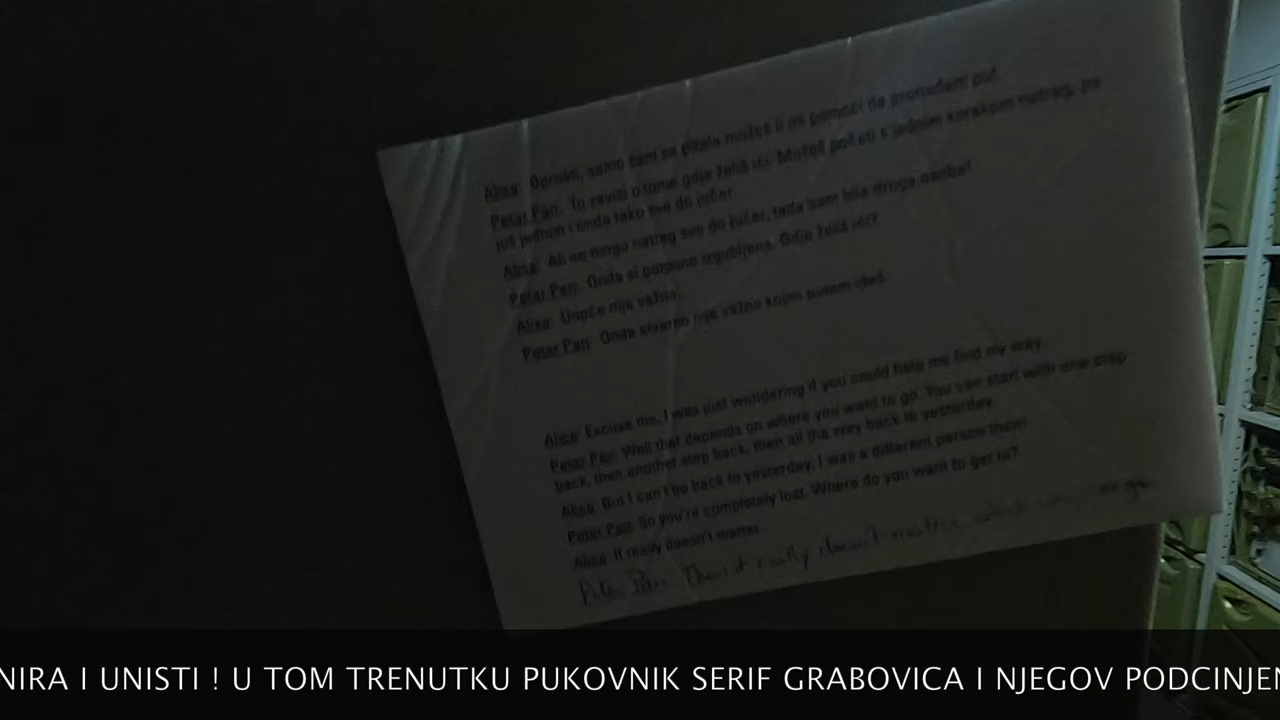 Alisa: Oprosti, samo sam se pitala možeš li mi pomoći da pronađem put.
Petar Pan: To zavisi o tome gdje želiš ići. Možeš početi s jednim korakom natrag, pa
još jednim i onda tako sve do jučer.
Alisa: Ali ne mogu natrag sve do jučer, tada sam bila druga osoba!
Petar Pan: Onda si potpuno izgubljena. Gdje želiš ići?
Alisa: Uopće nije važno.
Petar Pan: Onda stvarno nije važno kojim putem ideš.
Alice: Excuse me, I was just wondering if you could help me find my way.
Peter Pan: Well that depends on where you want to go. You can start with one step
back, then another step back, then all the way back to yesterday.
Alice: But I can't go back to yesterday, I was a different person then!
Peter Pan: So you're completely lost. Where do you want to get to?
Alice: It really doesn't matter.
Peter Pan: Then it really doesn't matter which way go
NIRA I UNISTI ! U TOM TRENUTKU PUKOVNIK SERIF GRABOVICA I NJEGOV PODCINJEN